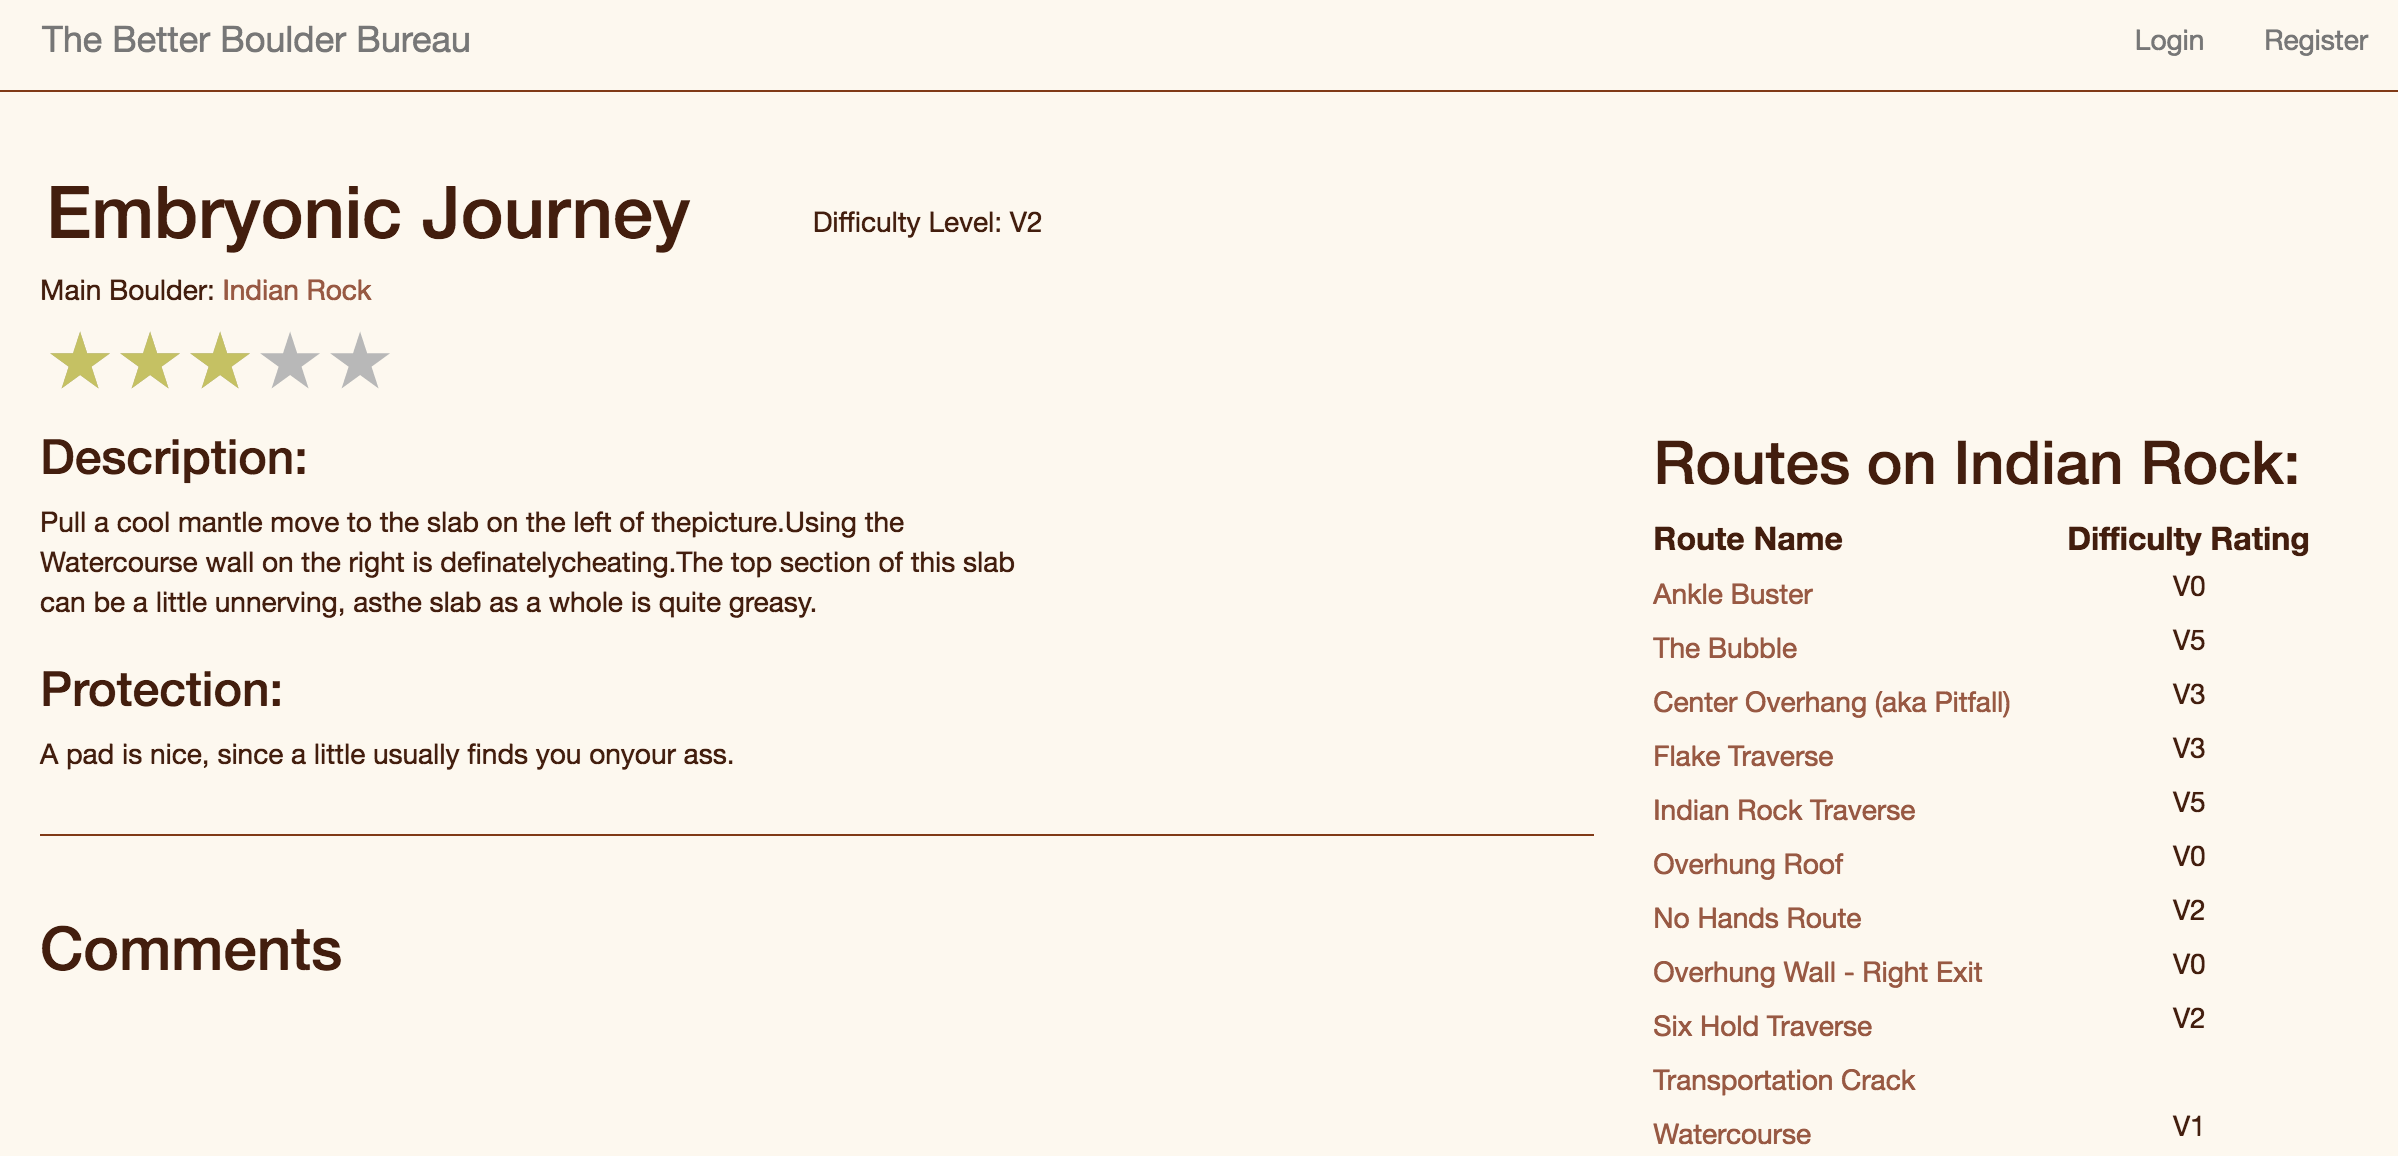 The Better Boulder Bureau
Login Register
Embryonic Journey
Difficulty Level: V2
Main Boulder: Indian Rock
Description:
Pull a cool mantle move to the slab on the left of thepicture.Using the
Watercourse wall on the right is definatelycheating.The top section of this slab
can be a little unnerving, asthe slab as a whole is quite greasy.
Protection:
A pad is nice, since a little usually finds you onyour ass.
Comments
Routes on Indian Rock:
Route Name Difficulty Rating
Ankle Buster V0
The Bubble V5
Center Overhang (aka Pitfall) V3
Flake Traverse V3
Indian Rock Traverse V5
Overhung Roof V0
No Hands Route V2
Overhung Wall - Right Exit V0
Six Hold Traverse V2
Transportation Crack
Watercourse V1